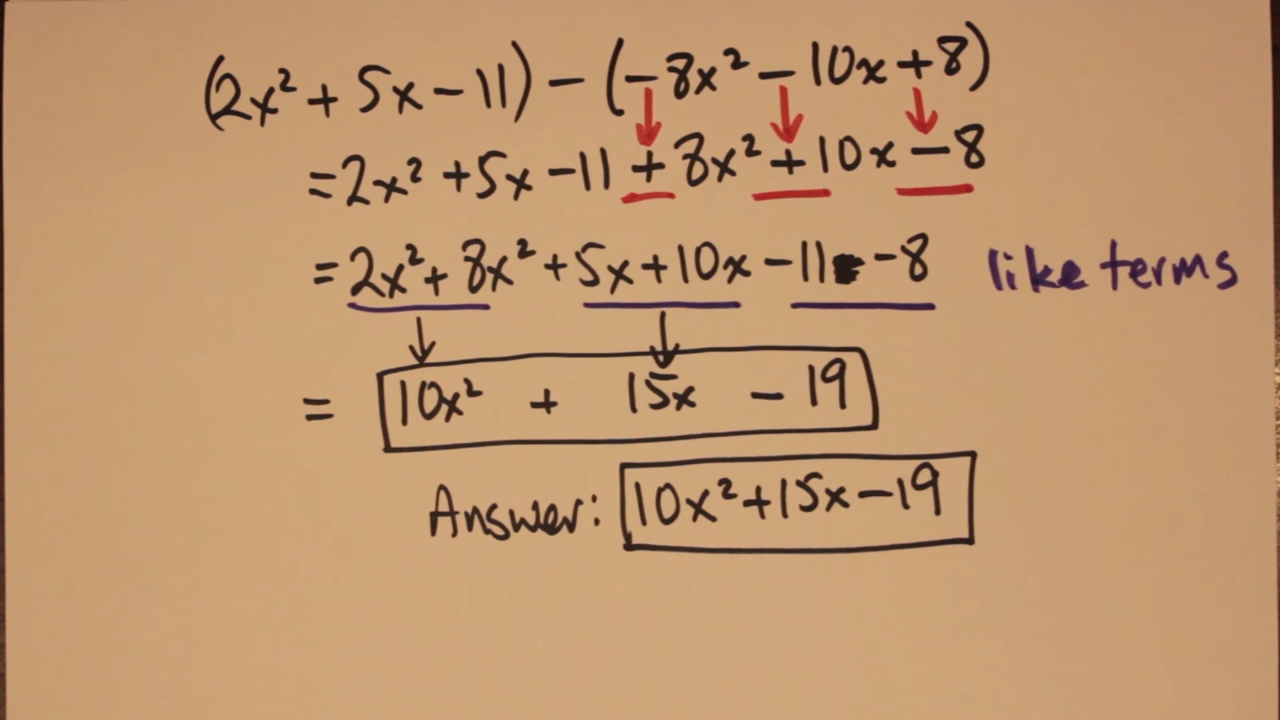 (2x² + 5x - 11) - (-8x² - 10x + 8)
= 2x² + 5x - 11 + 8x² + 10x - 8
= 2x² + 8x² + 5x + 10x - 11 - 8 like terms
= 10x² + 15x - 19
Answer: 10x² + 15x - 19